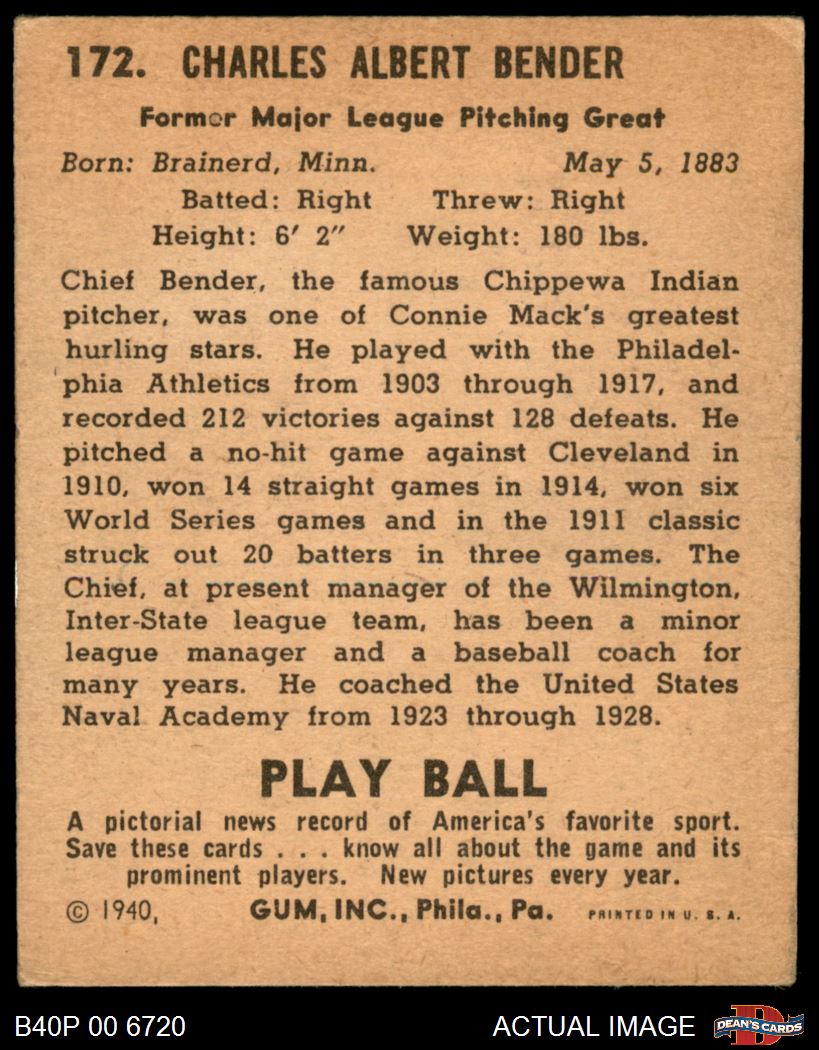 172. CHARLES ALBERT BENDER
Former Major League Pitching Great
Born: Brainerd, Minn. May 5, 1883
Batted: Right Threw: Right
Height: 6' 2" Weight: 180 lbs.
Chief Bender, the famous Chippewa Indian
pitcher, was one of Connie Mack's greatest
hurling stars. He played with the Philadel-
phia Athletics from 1903 through 1917, and
recorded 212 victories against 128 defeats. He
pitched a no-hit game against Cleveland in
1910, won 14 straight games in 1914, won six
World Series games and in the 1911 classic
struck out 20 batters in three games. The
Chief, at present manager of the Wilmington,
Inter-State league team, has been a minor
league manager and a baseball coach for
many years. He coached the United States
Naval Academy from 1923 through 1928.
PLAY BALL
A pictorial news record of America's favorite sport.
Save these cards . . . know all about the game and its
prominent players. New pictures every year.
© 1940, GUM, INC., Phila., Pa. PRINTED IN U. S. A.
B40P 00 6720 ACTUAL IMAGE DEAN'S CARDS